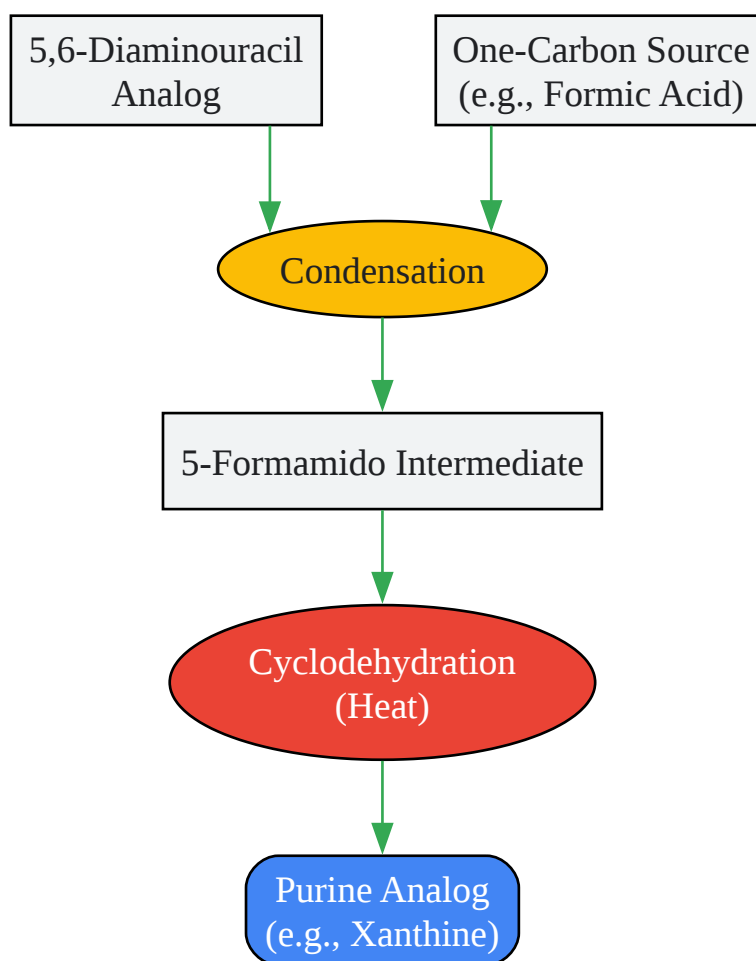 5,6-Diaminouracil
Analog
One-Carbon Source
(e.g., Formic Acid)
Condensation
5-Formamido Intermediate
Cyclodehydration
(Heat)
Purine Analog
(e.g., Xanthine)